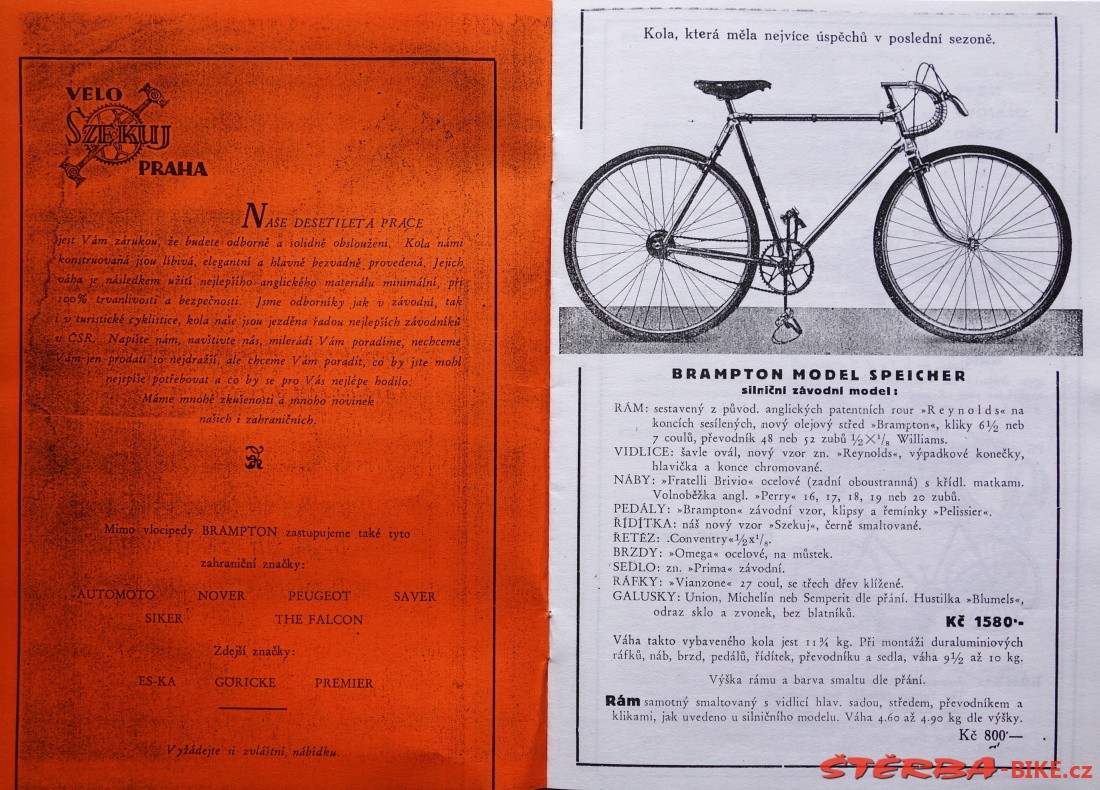 VELO
SZEKUJ
PRAHA
NAŠE DESETILETÁ PRÁCE
jest Vám zárukou, že budete odborně a solidně obslouženi. Kola námi
konstruovaná jsou líbivá, elegantní a hlavně bezvadně provedená. Jejich
váha je následkem užití nejlepšího anglického materiálu minimální, při
100% trvanlivosti a bezpečnosti. Jsme odborníky jak v závodní, tak
i v turistické cyklistice, kola naše jsou jezděna řadou nejlepších závodníků
v ČSR. Napište nám, navštivte nás, milerádi Vám poradíme, nechceme
Vám jen prodati to nejdražší, ale chceme Vám poradit, co by jste mohl
nejspíše potřebovat a co by se pro Vás nejlépe hodilo.
Máme mnohé zkušenosti a mnoho novinek
našich i zahraničních.
Mimo vlocipedy BRAMPTON zastupujeme také tyto
zahraniční značky:
AUTOMOTO NOVER PEUGEOT SAVER
SIKER THE FALCON
Zdejší značky:
ES-KA GÖRICKE PREMIER
Vyžádejte si zvláštní nabídku.
Kola, která měla nejvíce úspěchů v poslední sezoně.
BRAMPTON MODEL SPEICHER
silniční závodní model:
RÁM: sestavený z původ. anglických patentních rour »Reynolds« na
koncích sesílených, nový olejový střed »Brampton«, kliky 6½ neb
7 coulů, převodník 48 neb 52 zubů ½×¹/₈ Williams.
VIDLICE: šavle ovál, nový vzor zn. »Reynolds«, výpadkové konečky,
hlavička a konce chromované.
NÁBY: »Fratelli Brivio« ocelové (zadní oboustranná) s křídl. matkami.
Volnoběžka angl. »Perry« 16, 17, 18, 19 neb 20 zubů.
PEDÁLY: »Brampton« závodní vzor, klipsy a řemínky »Pelissier«.
ŘÍDÍTKA: náš nový vzor »Szekuj«, černě smaltované.
ŘETĚZ: .Conventry«½x¹/₈.
BRZDY: »Omega« ocelové, na můstek.
SEDLO: zn. »Prima« závodní.
RÁFKY: »Vianzone« 27 coul, se třech dřev klížené.
GALUSKY: Union, Michelín neb Semperit dle přání. Hustilka »Blumels«,
odraz sklo a zvonek, bez blatníků.
Kč 1580·-
Váha takto vybaveného kola jest 11¾ kg. Při montáži duraluminiových
ráfků, náb, brzd, pedálů, řídítek, převodníku a sedla, váha 9½ až 10 kg.
Výška rámu a barva smaltu dle přání.
Rám samotný smaltovaný s vidlicí hlav. sadou, středem, převodníkem a
klikami, jak uvedeno u silničního modelu. Váha 4.60 až 4.90 kg dle výšky.
Kč 800·—
ŠTĚRBA-BIKE.cz